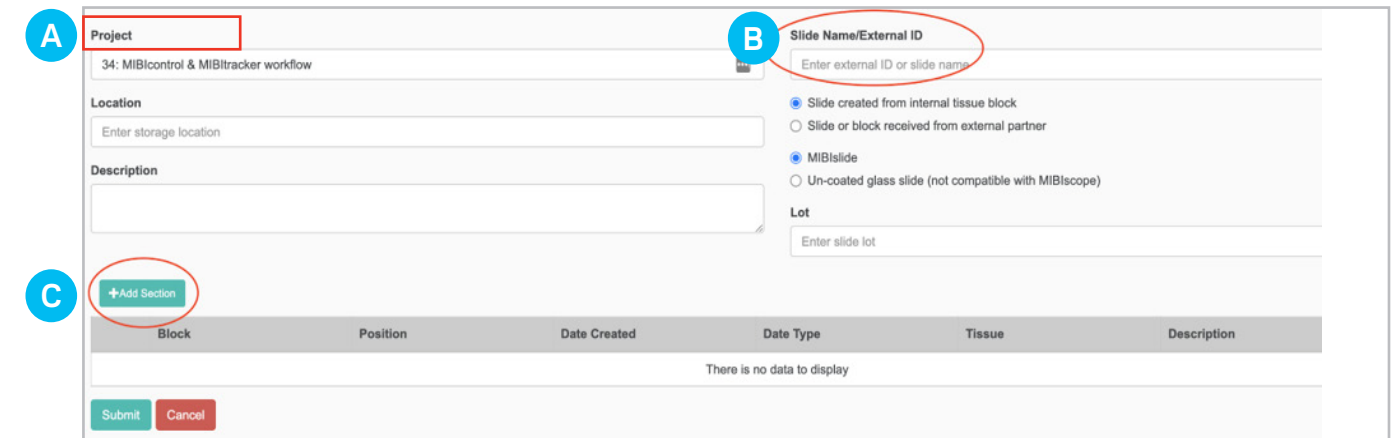 A
Project
34: MIBIcontrol & MIBItracker workflow
Location
Enter storage location
Description
B
Slide Name/External ID
Enter external ID or slide name
Slide created from internal tissue block
Slide or block received from external partner
MIBIslide
Un-coated glass slide (not compatible with MIBIscope)
Lot
Enter slide lot
C
+Add Section
Block Position Date Created Date Type Tissue Description
There is no data to display
Submit Cancel